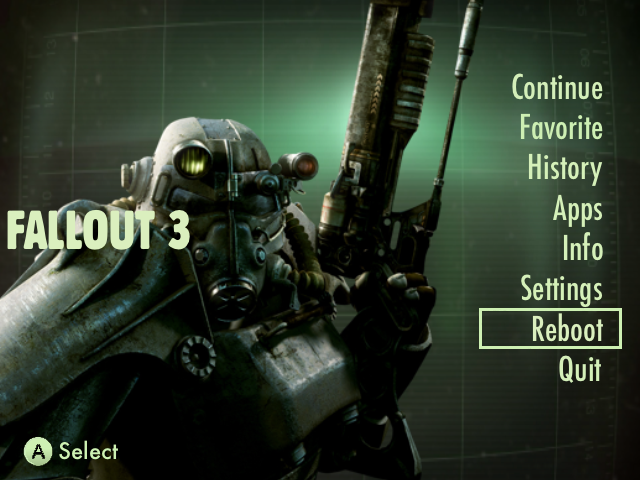 Continue
Favorite
History
Apps
FALLOUT 3
Info
Settings
Reboot
Quit
A Select